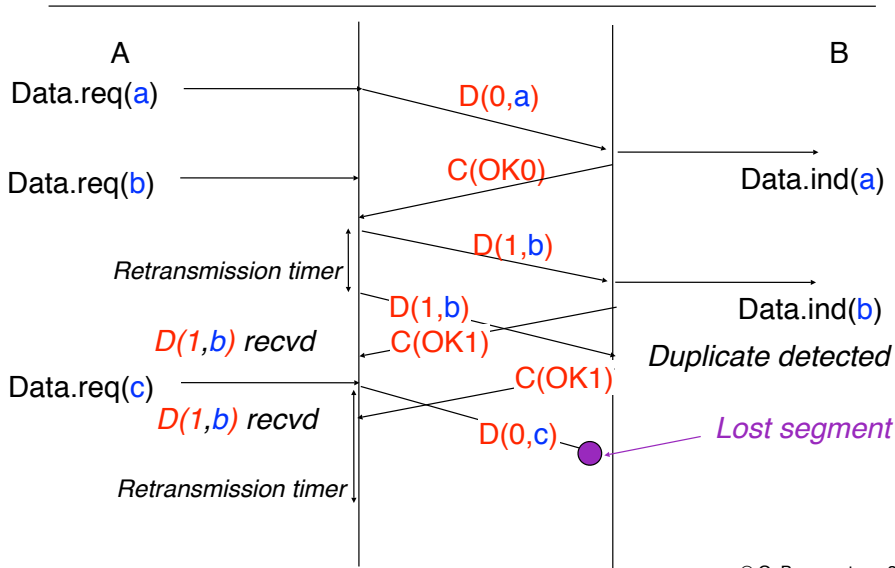 A
B
Data.req(a)
D(0,a)
C(OK0)
Data.req(b)
Data.ind(a)
D(1,b)
Retransmission timer
D(1,b)
Data.ind(b)
D(1,b) recvd
C(OK1)
Duplicate detected
Data.req(c)
C(OK1)
D(1,b) recvd
D(0,c)
Lost segment
Retransmission timer